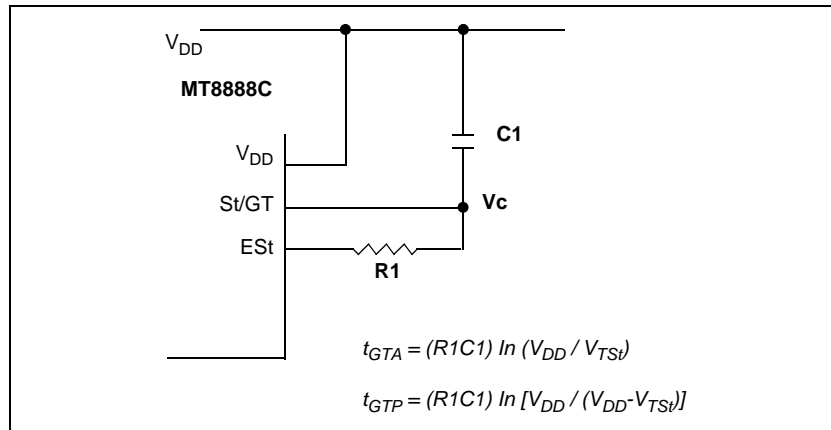 VDD
MT8888C
C1
VDD
St/GT
Vc
ESt
R1
tGTA = (R1C1) In (VDD / VTSt)
tGTP = (R1C1) In [VDD / (VDD-VTSt)]